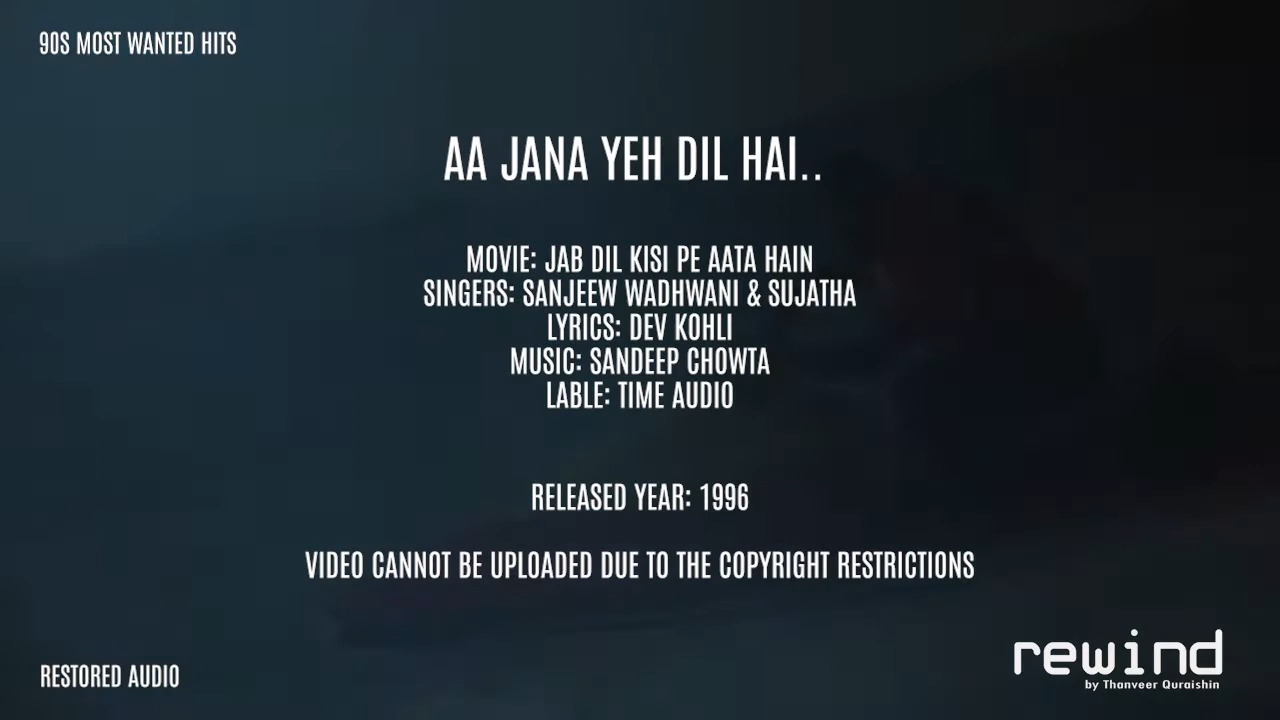 90S MOST WANTED HITS
AA JANA YEH DIL HAI..
MOVIE: JAB DIL KISI PE AATA HAIN
SINGERS: SANJEEW WADHWANI & SUJATHA
LYRICS: DEV KOHLI
MUSIC: SANDEEP CHOWTA
LABLE: TIME AUDIO
RELEASED YEAR: 1996
VIDEO CANNOT BE UPLOADED DUE TO THE COPYRIGHT RESTRICTIONS
RESTORED AUDIO
rewind
by Thanveer Quraishin